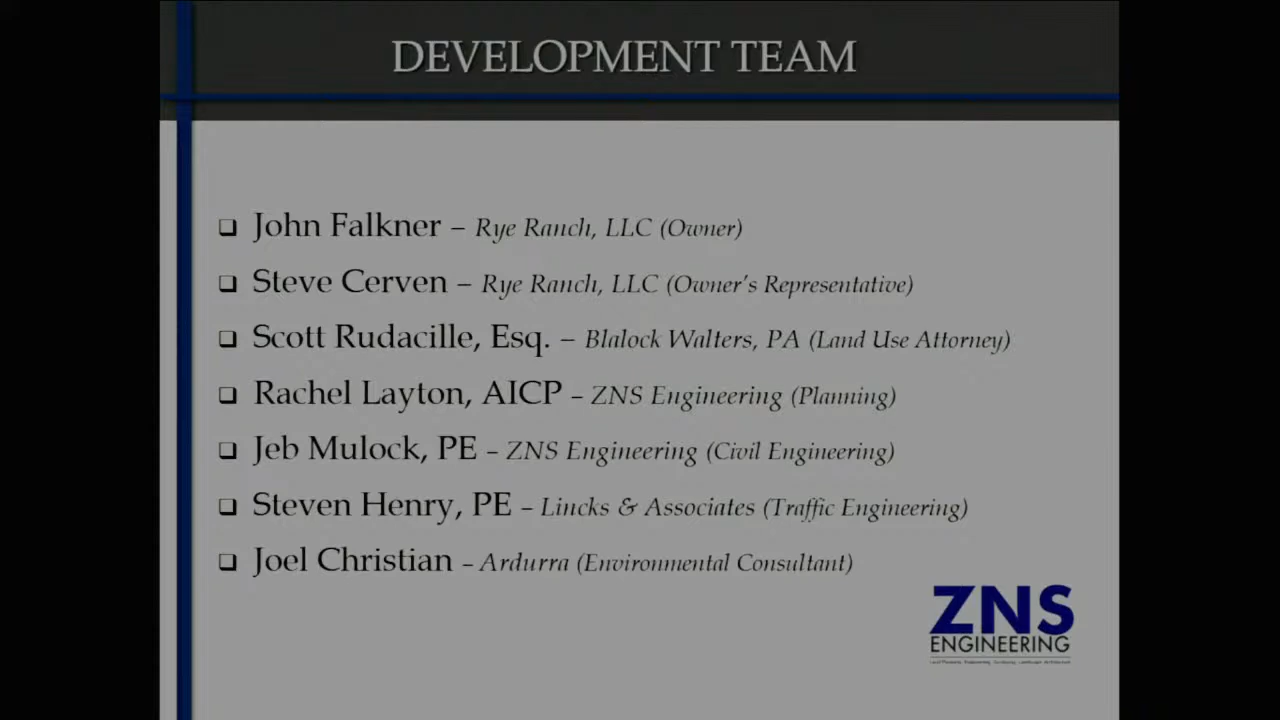 DEVELOPMENT TEAM
John Falkner – Rye Ranch, LLC (Owner)
Steve Cerven – Rye Ranch, LLC (Owner's Representative)
Scott Rudacille, Esq. – Blalock Walters, PA (Land Use Attorney)
Rachel Layton, AICP – ZNS Engineering (Planning)
Jeb Mulock, PE – ZNS Engineering (Civil Engineering)
Steven Henry, PE – Lincks & Associates (Traffic Engineering)
Joel Christian – Ardurra (Environmental Consultant)
ZNS
ENGINEERING